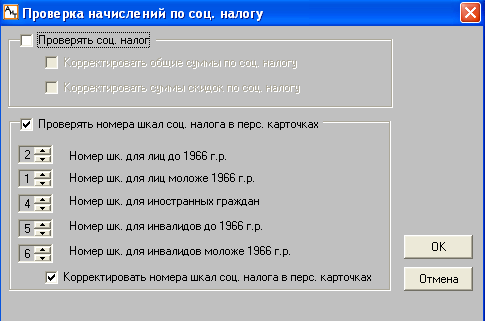 Проверка начислений по соц. налогу
Проверять соц. налог
Корректировать общие суммы по соц. налогу
Корректировать суммы скидок по соц. налогу
Проверять номера шкал соц. налога в перс. карточках
2 Номер шк. для лиц до 1966 г.р.
1 Номер шк. для лиц моложе 1966 г.р.
4 Номер шк. для иностранных граждан
5 Номер шк. для инвалидов до 1966 г.р.
6 Номер шк. для инвалидов моложе 1966 г.р.
OK
Корректировать номера шкал соц. налога в перс. карточках
Отмена